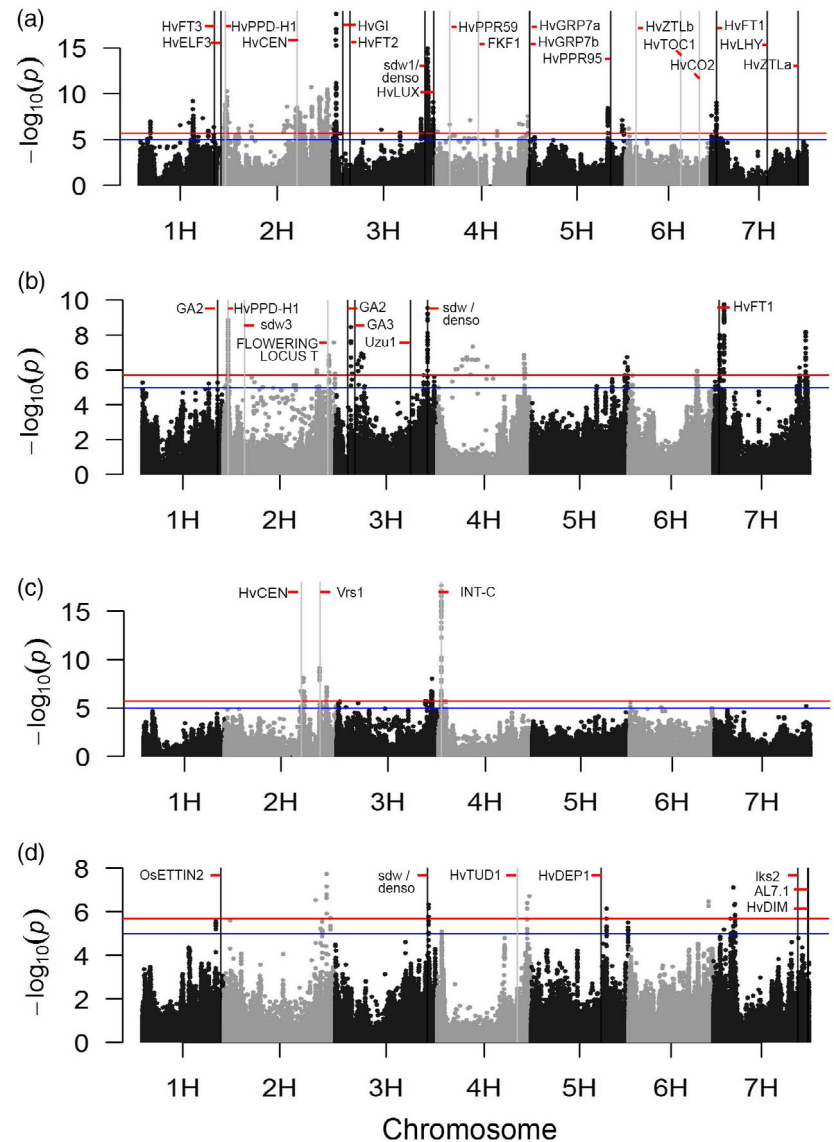 (a)
HvFT3
HvPPD-H1
HvGI
HvPPR59
HvGRP7a
HvZTLb
HvFT1
HvELF3
HvCEN
HvFT2
FKF1
HvGRP7b
HvTOC1
HvLHY
sdw1/
denso
HvPPR95
HvCO2
HvZTLa
HvLUX
−log10(p)
15
10
5
0
1H 2H 3H 4H 5H 6H 7H
(b)
GA2
HvPPD-H1
GA2
sdw /
denso
HvFT1
sdw3
GA3
FLOWERING
LOCUS T
Uzu1
−log10(p)
10
8
6
4
2
0
1H 2H 3H 4H 5H 6H 7H
(c)
HvCEN
Vrs1
INT-C
−log10(p)
15
10
5
0
1H 2H 3H 4H 5H 6H 7H
(d)
OsETTIN2
sdw /
denso
HvTUD1
HvDEP1
Iks2
AL7.1
HvDIM
−log10(p)
8
6
4
2
0
1H 2H 3H 4H 5H 6H 7H
Chromosome